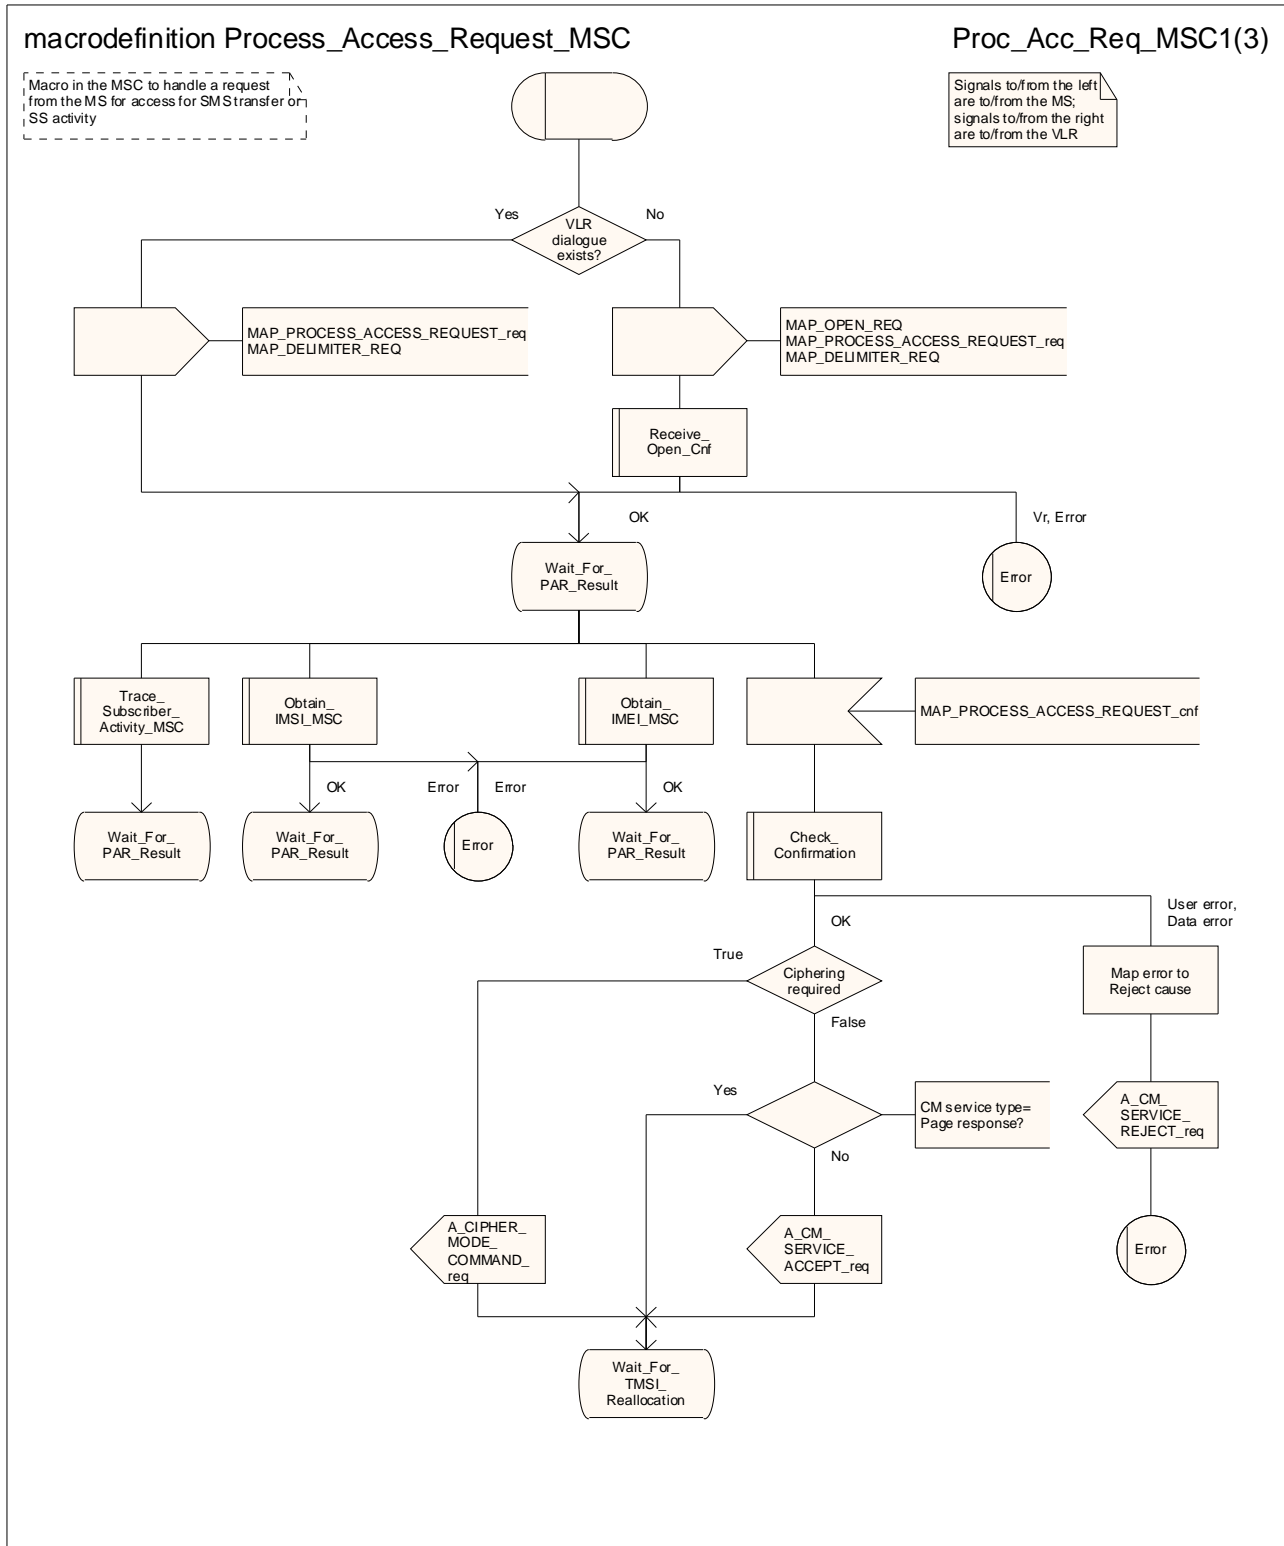 macrodefinition Process_Access_Request_MSC
Proc_Acc_Req_MSC1(3)
Macro in the MSC to handle a request
from the MS for access for SMS transfer or
SS activity
Signals to/from the left
are to/from the MS;
signals to/from the right
are to/from the VLR
Yes
No
VLR
dialogue
exists?
MAP_PROCESS_ACCESS_REQUEST_req
MAP_DELIMITER_REQ
MAP_OPEN_REQ
MAP_PROCESS_ACCESS_REQUEST_req
MAP_DELIMITER_REQ
Receive_
Open_Cnf
OK
Vr, Error
Wait_For_
PAR_Result
Error
Trace_
Subscriber_
Activity_MSC
Obtain_
IMSI_MSC
Obtain_
IMEI_MSC
MAP_PROCESS_ACCESS_REQUEST_cnf
OK
Error
Error
OK
Wait_For_
PAR_Result
Wait_For_
PAR_Result
Error
Wait_For_
PAR_Result
Check_
Confirmation
OK
User error,
Data error
True
Ciphering
required
Map error to
Reject cause
False
Yes
CM service type=
Page response?
A_CM_
SERVICE_
REJECT_req
No
A_CIPHER_
MODE_
COMMAND_
req
A_CM_
SERVICE_
ACCEPT_req
Error
Wait_For_
TMSI_
Reallocation